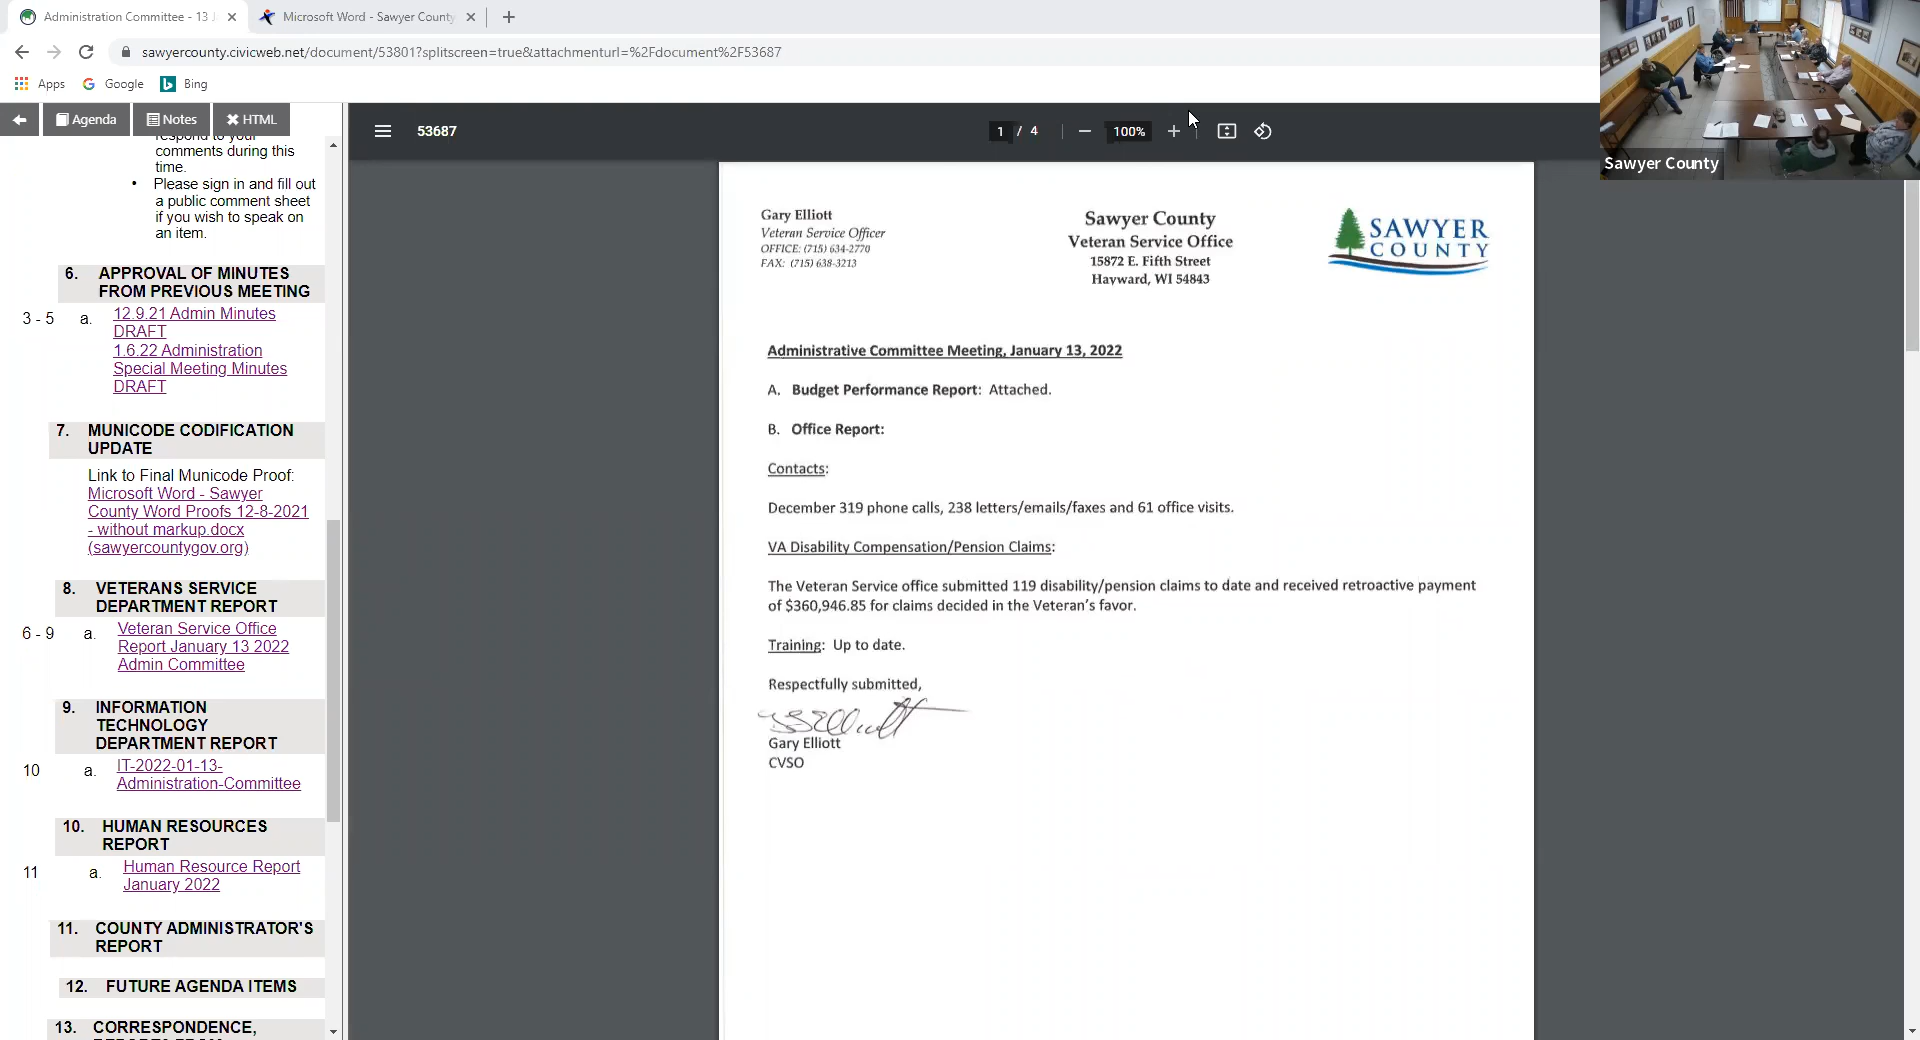 Administration Committee - 13 J
Microsoft Word - Sawyer County
sawyercounty.civicweb.net/document/53801?splitscreen=true&attachmenturl=%2Fdocument%2F53687
Apps
Google
Bing
Agenda
Notes
HTML
respond to your
comments during this
time.
• Please sign in and fill out
a public comment sheet
if you wish to speak on
an item.
6. APPROVAL OF MINUTES
FROM PREVIOUS MEETING
3 - 5 a. 12.9.21 Admin Minutes
DRAFT
1.6.22 Administration
Special Meeting Minutes
DRAFT
7. MUNICODE CODIFICATION
UPDATE
Link to Final Municode Proof:
Microsoft Word - Sawyer
County Word Proofs 12-8-2021
- without markup.docx
(sawyercountygov.org)
8. VETERANS SERVICE
DEPARTMENT REPORT
6 - 9 a. Veteran Service Office
Report January 13 2022
Admin Committee
9. INFORMATION
TECHNOLOGY
DEPARTMENT REPORT
10 a. IT-2022-01-13-
Administration-Committee
10. HUMAN RESOURCES
REPORT
11 a. Human Resource Report
January 2022
11. COUNTY ADMINISTRATOR'S
REPORT
12. FUTURE AGENDA ITEMS
13. CORRESPONDENCE,
53687
1 / 4
100%
Gary Elliott
Veteran Service Officer
OFFICE: (715) 634-2770
FAX: (715) 638-3213
Sawyer County
Veteran Service Office
15872 E. Fifth Street
Hayward, WI 54843
SAWYER
COUNTY
Administrative Committee Meeting, January 13, 2022
A. Budget Performance Report: Attached.
B. Office Report:
Contacts:
December 319 phone calls, 238 letters/emails/faxes and 61 office visits.
VA Disability Compensation/Pension Claims:
The Veteran Service office submitted 119 disability/pension claims to date and received retroactive payment
of $360,946.85 for claims decided in the Veteran's favor.
Training: Up to date.
Respectfully submitted,
Gary Elliott
CVSO
Sawyer County